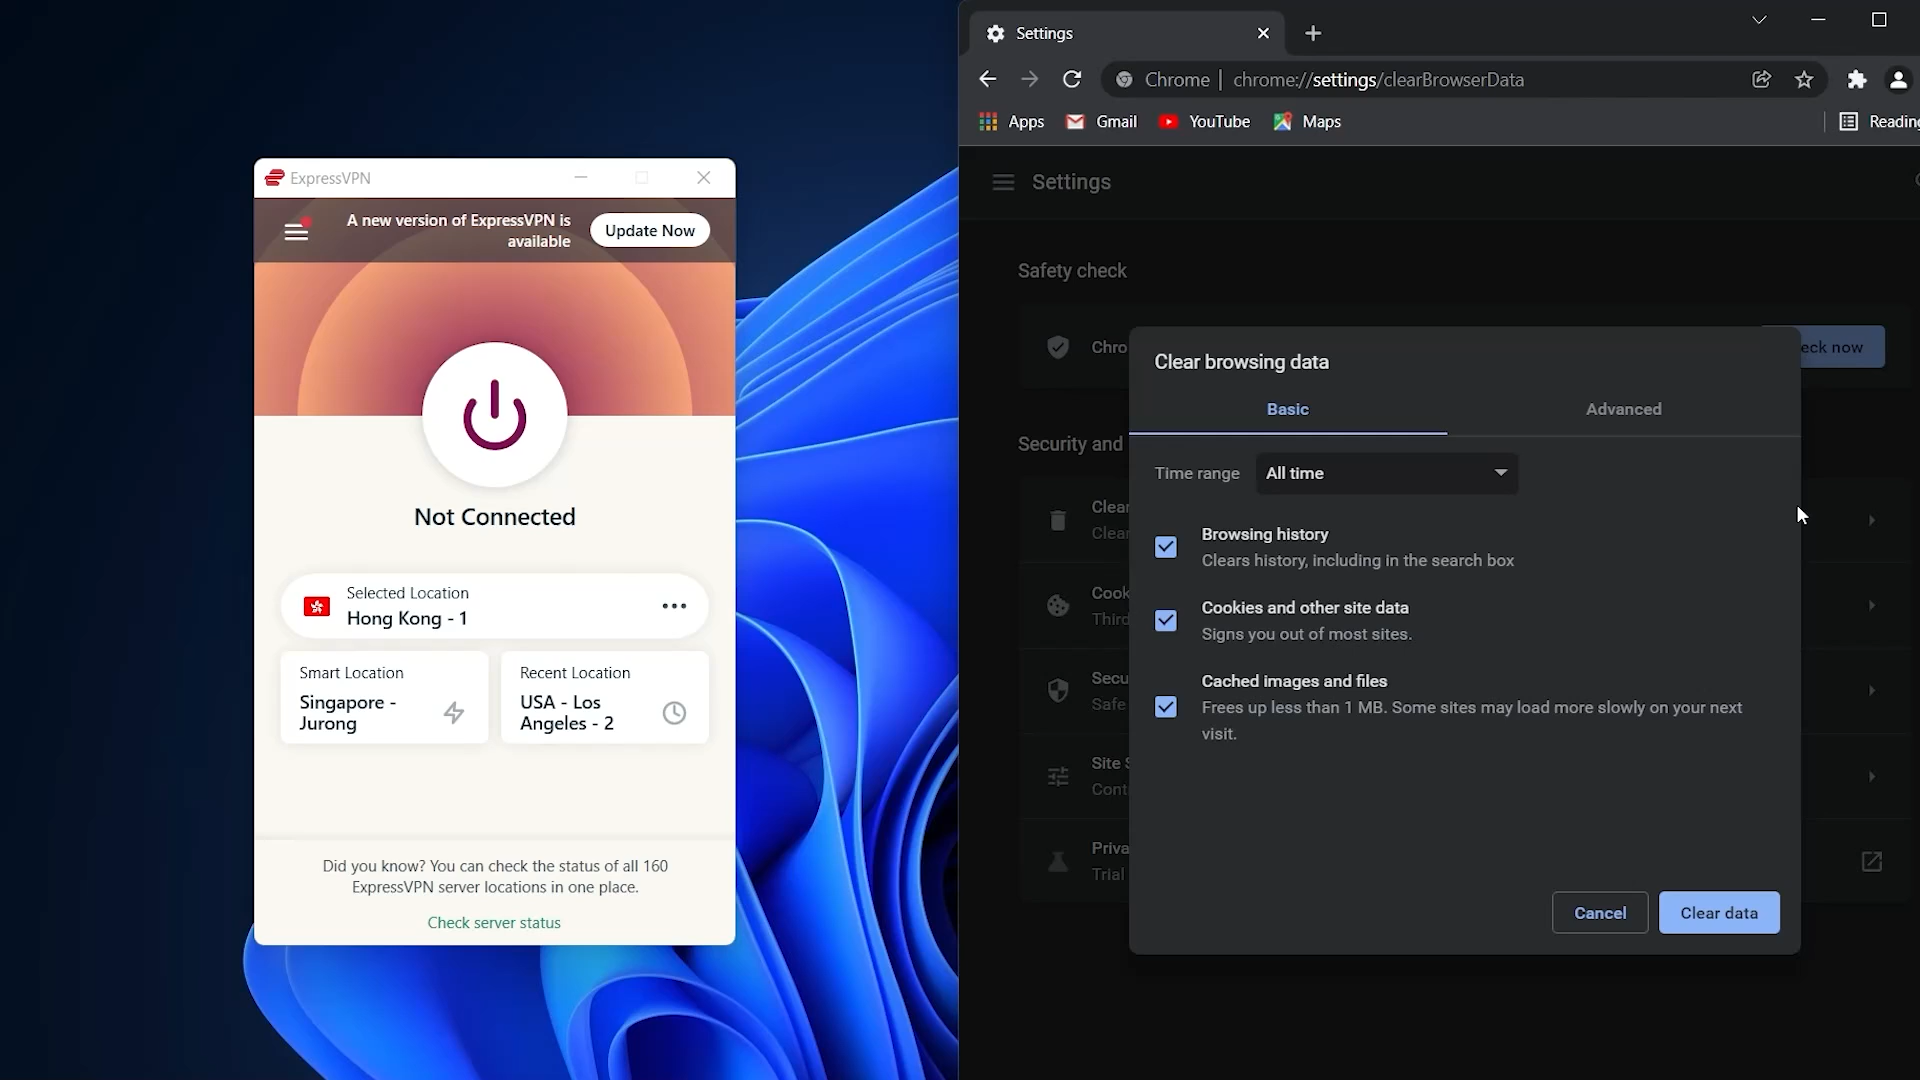 ExpressVPN
A new version of ExpressVPN is
available
Update Now
Not Connected
Selected Location
Hong Kong - 1
Smart Location
Singapore -
Jurong
Recent Location
USA - Los
Angeles - 2
Did you know? You can check the status of all 160
ExpressVPN server locations in one place.
Check server status
Settings
Chrome | chrome://settings/clearBrowserData
Apps
Gmail
YouTube
Maps
Reading
Settings
Safety check
Chro
eck now
Security and
Clear
Clear
Cook
Third
Secu
Safe
Site S
Cont
Priva
Trial
Clear browsing data
Basic
Advanced
Time range
All time
Browsing history
Clears history, including in the search box
Cookies and other site data
Signs you out of most sites.
Cached images and files
Frees up less than 1 MB. Some sites may load more slowly on your next
visit.
Cancel
Clear data